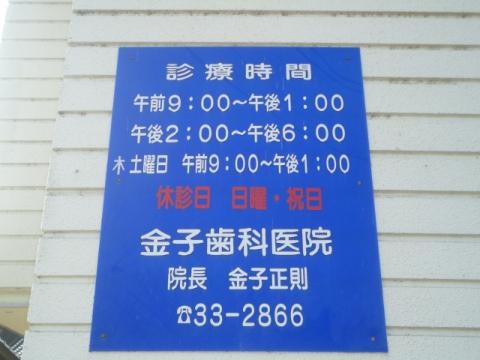 診療時間
午前9:00～午後1:00
午後2:00～午後6:00
木 土曜日 午前9:00～午後1:00
休診日 日曜・祝日
金子歯科医院
院長 金子正則
☎33-2866